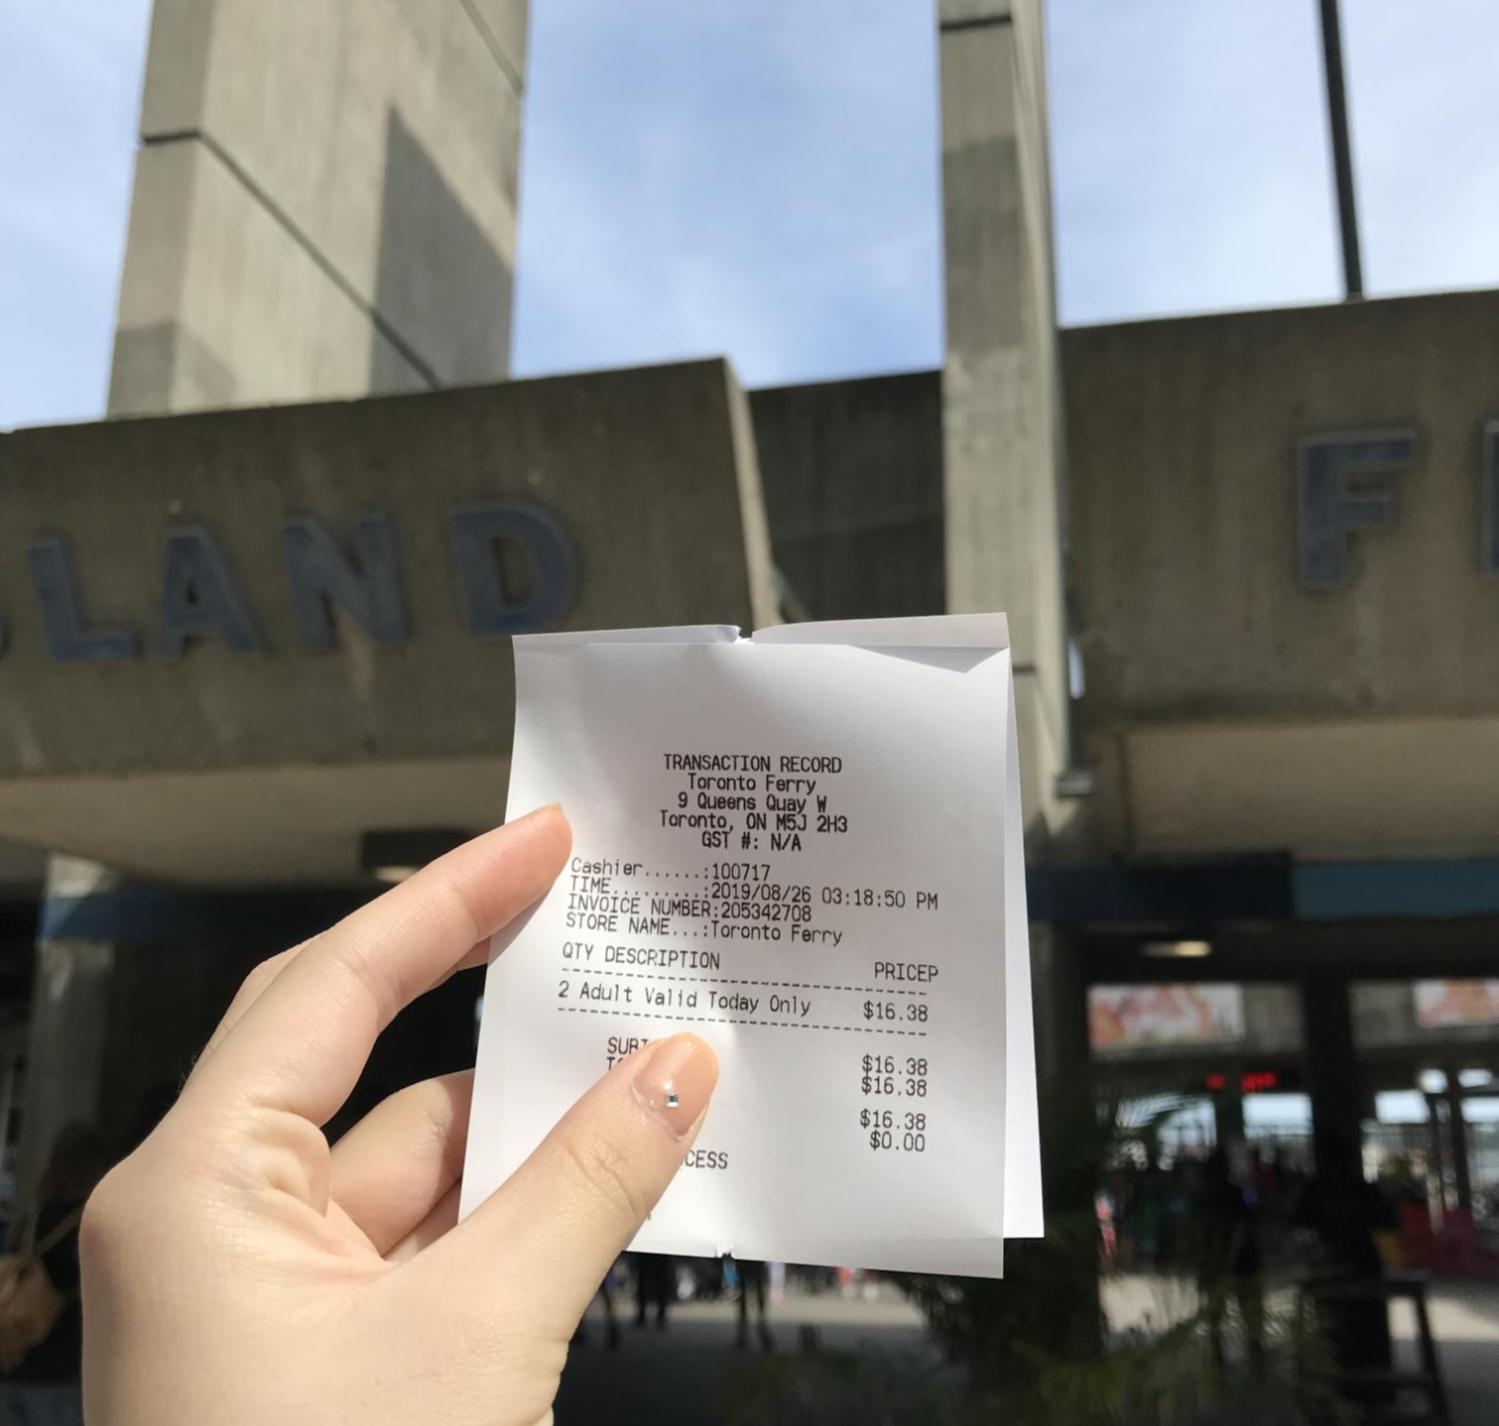 LAND
F
TRANSACTION RECORD
Toronto Ferry
9 Queens Quay W
Toronto, ON M5J 2H3
GST #: N/A
Cashier......:100717
TIME.........:2019/08/26 03:18:50 PM
INVOICE NUMBER:205342708
STORE NAME...:Toronto Ferry
QTY DESCRIPTION PRICEP
2 Adult Valid Today Only $16.38
$16.38
$16.38
$16.38
$0.00
CESS